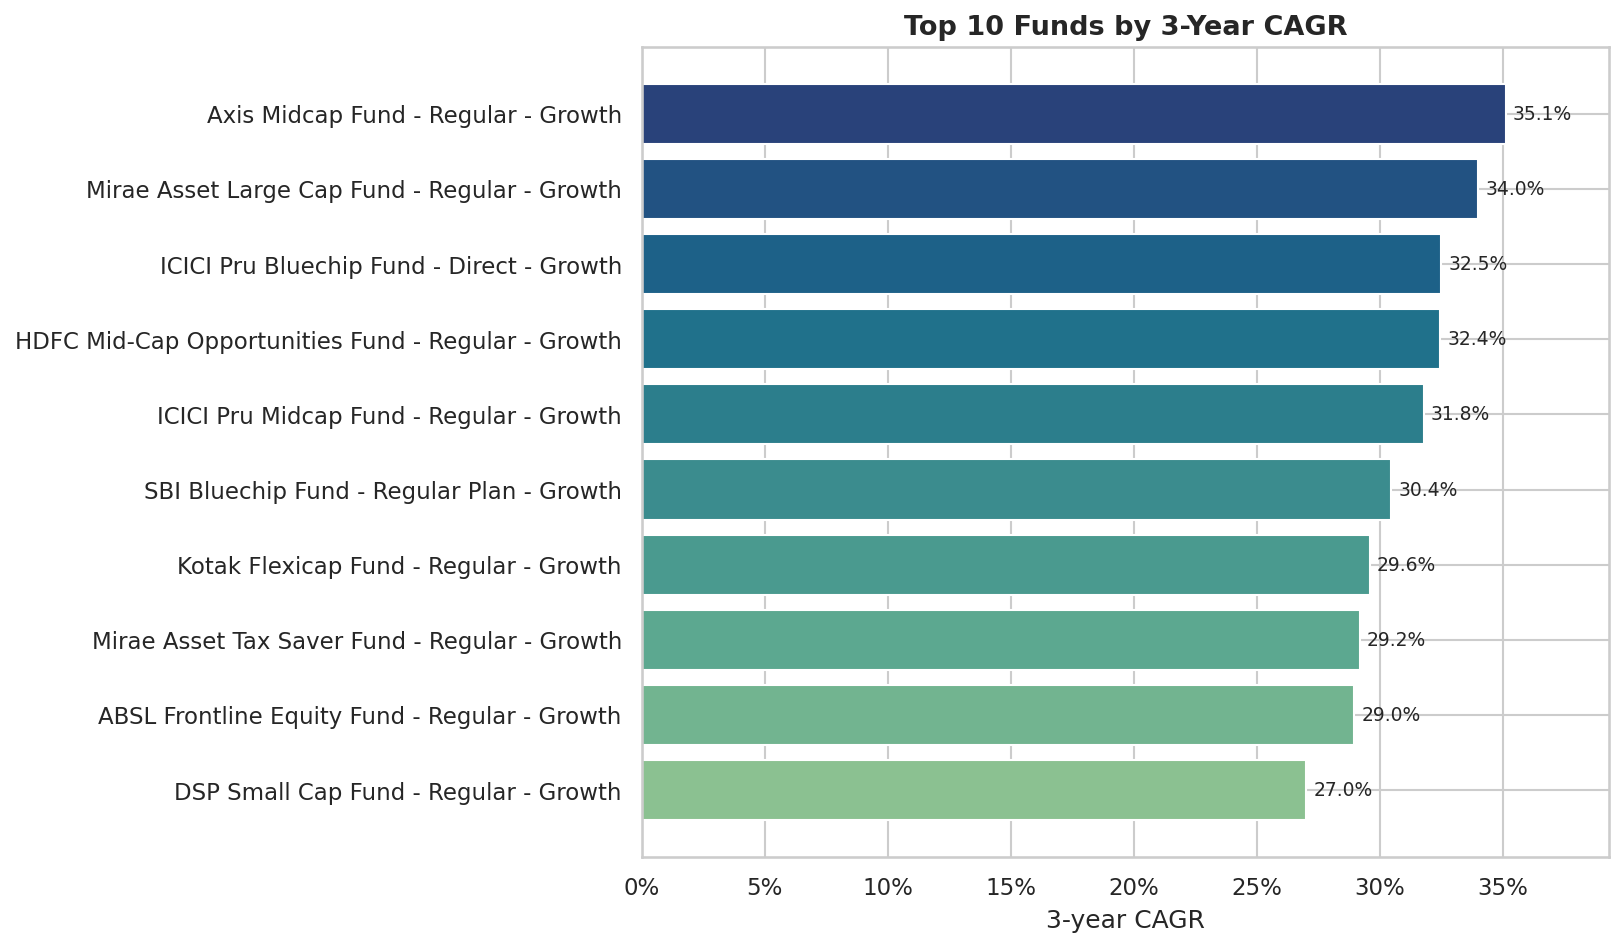 Top 10 Funds by 3-Year CAGR
Axis Midcap Fund - Regular - Growth 35.1%
Mirae Asset Large Cap Fund - Regular - Growth 34.0%
ICICI Pru Bluechip Fund - Direct - Growth 32.5%
HDFC Mid-Cap Opportunities Fund - Regular - Growth 32.4%
ICICI Pru Midcap Fund - Regular - Growth 31.8%
SBI Bluechip Fund - Regular Plan - Growth 30.4%
Kotak Flexicap Fund - Regular - Growth 29.6%
Mirae Asset Tax Saver Fund - Regular - Growth 29.2%
ABSL Frontline Equity Fund - Regular - Growth 29.0%
DSP Small Cap Fund - Regular - Growth 27.0%
0% 5% 10% 15% 20% 25% 30% 35%
3-year CAGR